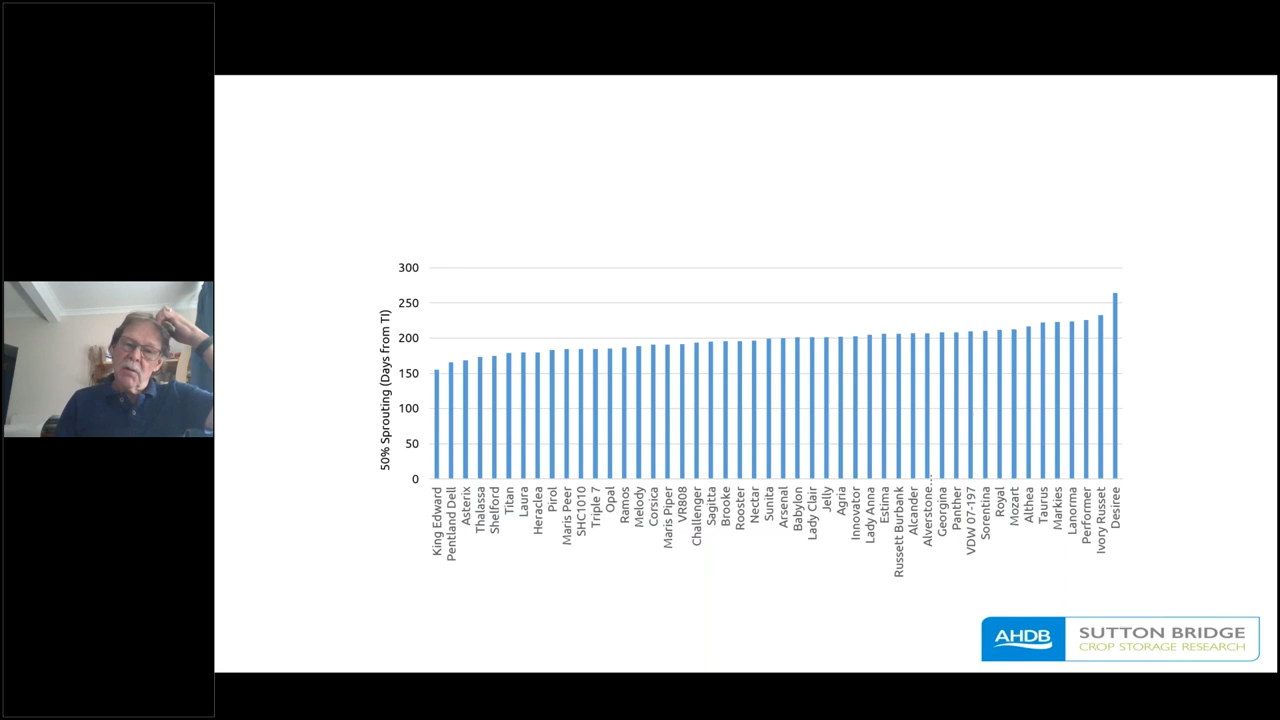 300
250
200
150
100
50
0
50% Sprouting (Days from TI)
King Edward
Pentland Dell
Asterix
Thalassa
Shelford
Titan
Laura
Heraclea
Pirol
Maris Peer
SHC1010
Triple 7
Opal
Ramos
Melody
Corsica
Maris Piper
VR808
Challenger
Sagitta
Brooke
Rooster
Nectar
Sunita
Arsenal
Babylon
Lady Clair
Jelly
Agria
Innovator
Lady Anna
Estima
Russett Burbank
Alcander
Alverstone…
Georgina
Panther
VDW 07-197
Sorentina
Royal
Mozart
Althea
Taurus
Markies
Lanorma
Performer
Ivory Russet
Desiree
AHDB
SUTTON BRIDGE
CROP STORAGE RESEARCH